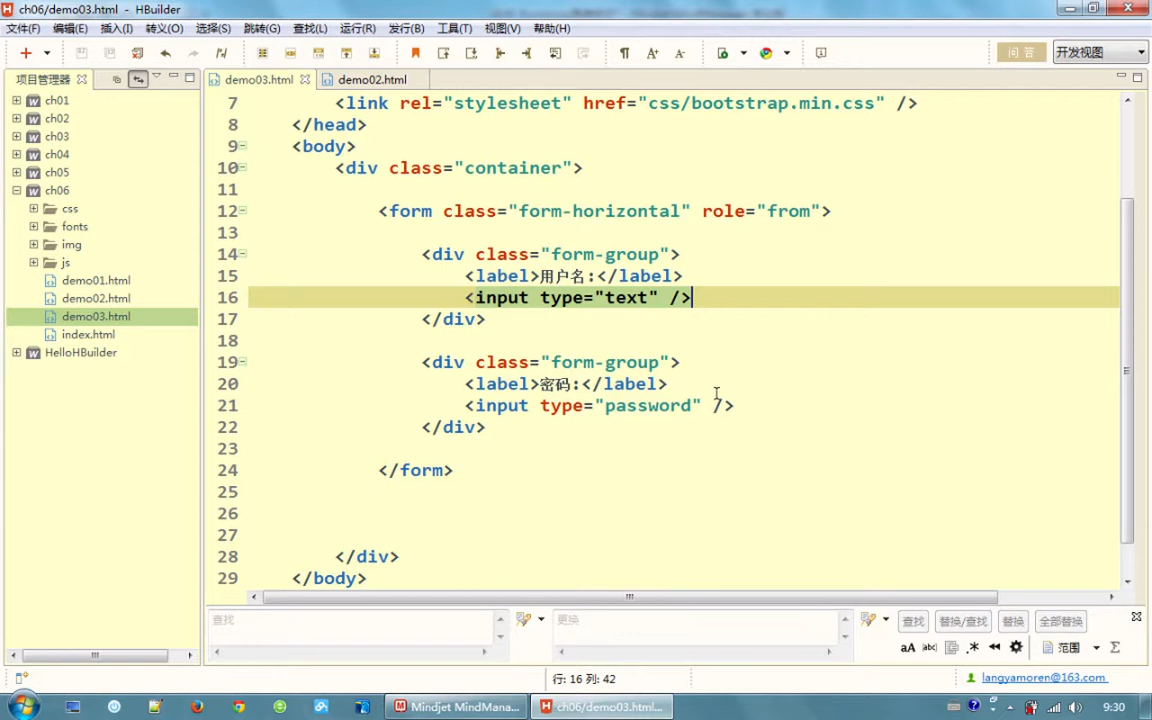 ch06/demo03.html - HBuilder
文件(F) 编辑(E) 插入(I) 选择(S) 跳转(G) 查找(L) 运行(R) 发行(B) 工具(T) 视图(V) 帮助(H)
问答 开发视图
项目管理器
demo03.html demo02.html
ch01
ch02
ch03
ch04
ch05
ch06
css
fonts
img
js
demo01.html
demo02.html
demo03.html
index.html
HelloHBuilder
7 <link rel="stylesheet" href="css/bootstrap.min.css" />
8 </head>
9 <body>
10 <div class="container">
11
12 <form class="form-horizontal" role="from">
13
14 <div class="form-group">
15 <label>用户名:</label>
16 <input type="text" />
17 </div>
18
19 <div class="form-group">
20 <label>密码:</label>
21 <input type="password" />
22 </div>
23
24 </form>
25
26
27
28 </div>
29 </body>
查找 更换 查找 替换/查找 替换 全部替换
aA abc .* 范围 Σ
行: 16 列: 42 langyamoren@163.com
Mindjet MindMana... ch06/demo03.html... 9:30